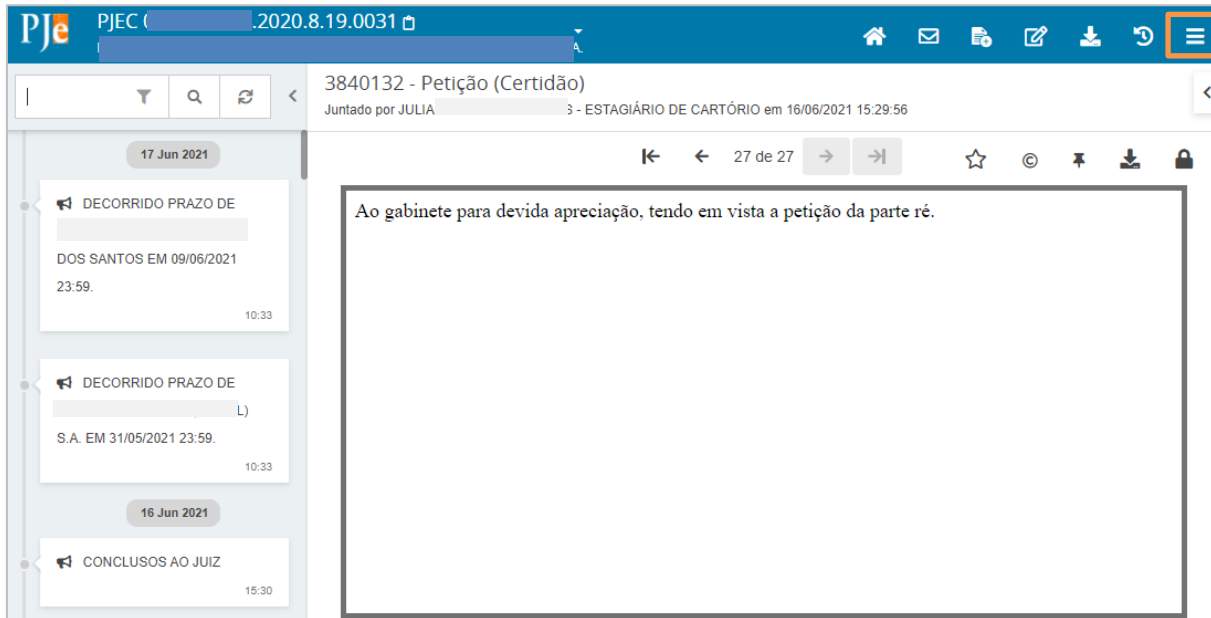 PJe
PJEC (
.2020.8.19.0031
A.
3840132 - Petição (Certidão)
Juntado por JULIA
S - ESTAGIÁRIO DE CARTÓRIO em 16/06/2021 15:29:56
27 de 27
17 Jun 2021
DECORRIDO PRAZO DE
DOS SANTOS EM 09/06/2021
23:59.
10:33
DECORRIDO PRAZO DE
L)
S.A. EM 31/05/2021 23:59.
10:33
16 Jun 2021
CONCLUSOS AO JUIZ
15:30
Ao gabinete para devida apreciação, tendo em vista a petição da parte ré.